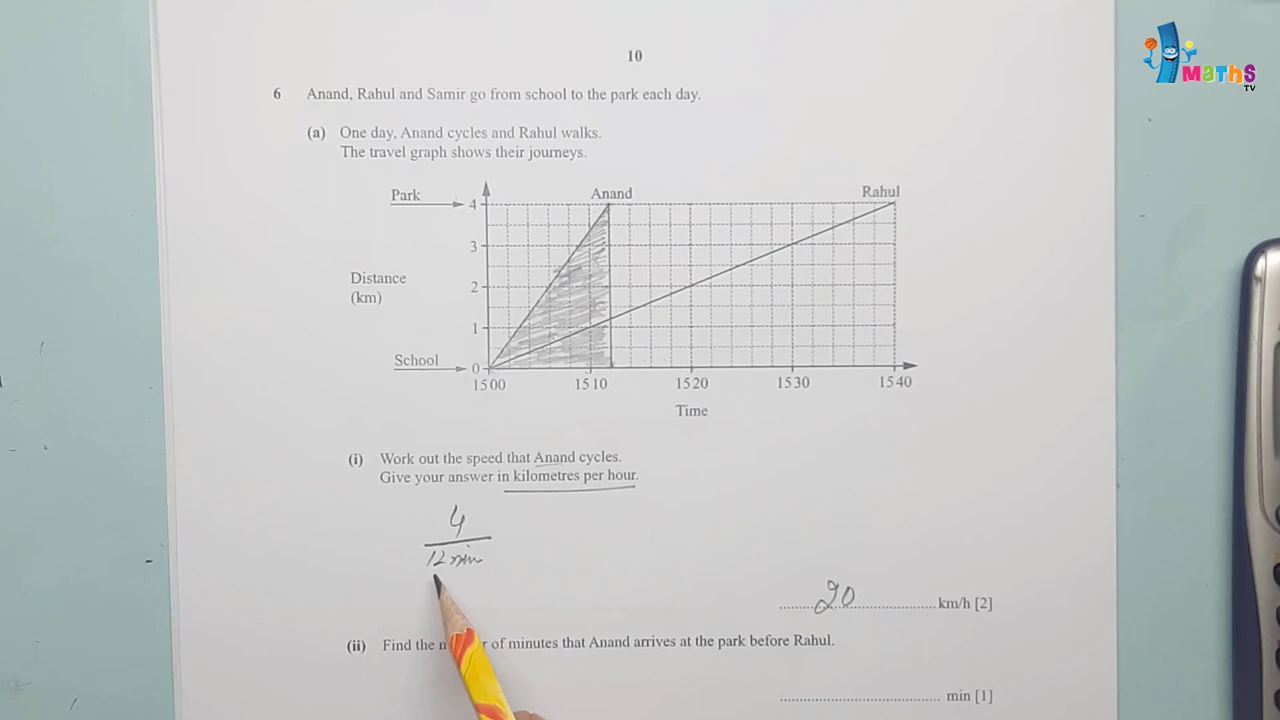 MATHS
TV
10
6 Anand, Rahul and Samir go from school to the park each day.
(a) One day, Anand cycles and Rahul walks.
The travel graph shows their journeys.
Park
Anand
Rahul
4
3
Distance
(km)
2
1
School
0
1500 1510 1520 1530 1540
Time
(i) Work out the speed that Anand cycles.
Give your answer in kilometres per hour.
4
12 min
20 km/h [2]
(ii) Find the of minutes that Anand arrives at the park before Rahul.
min [1]